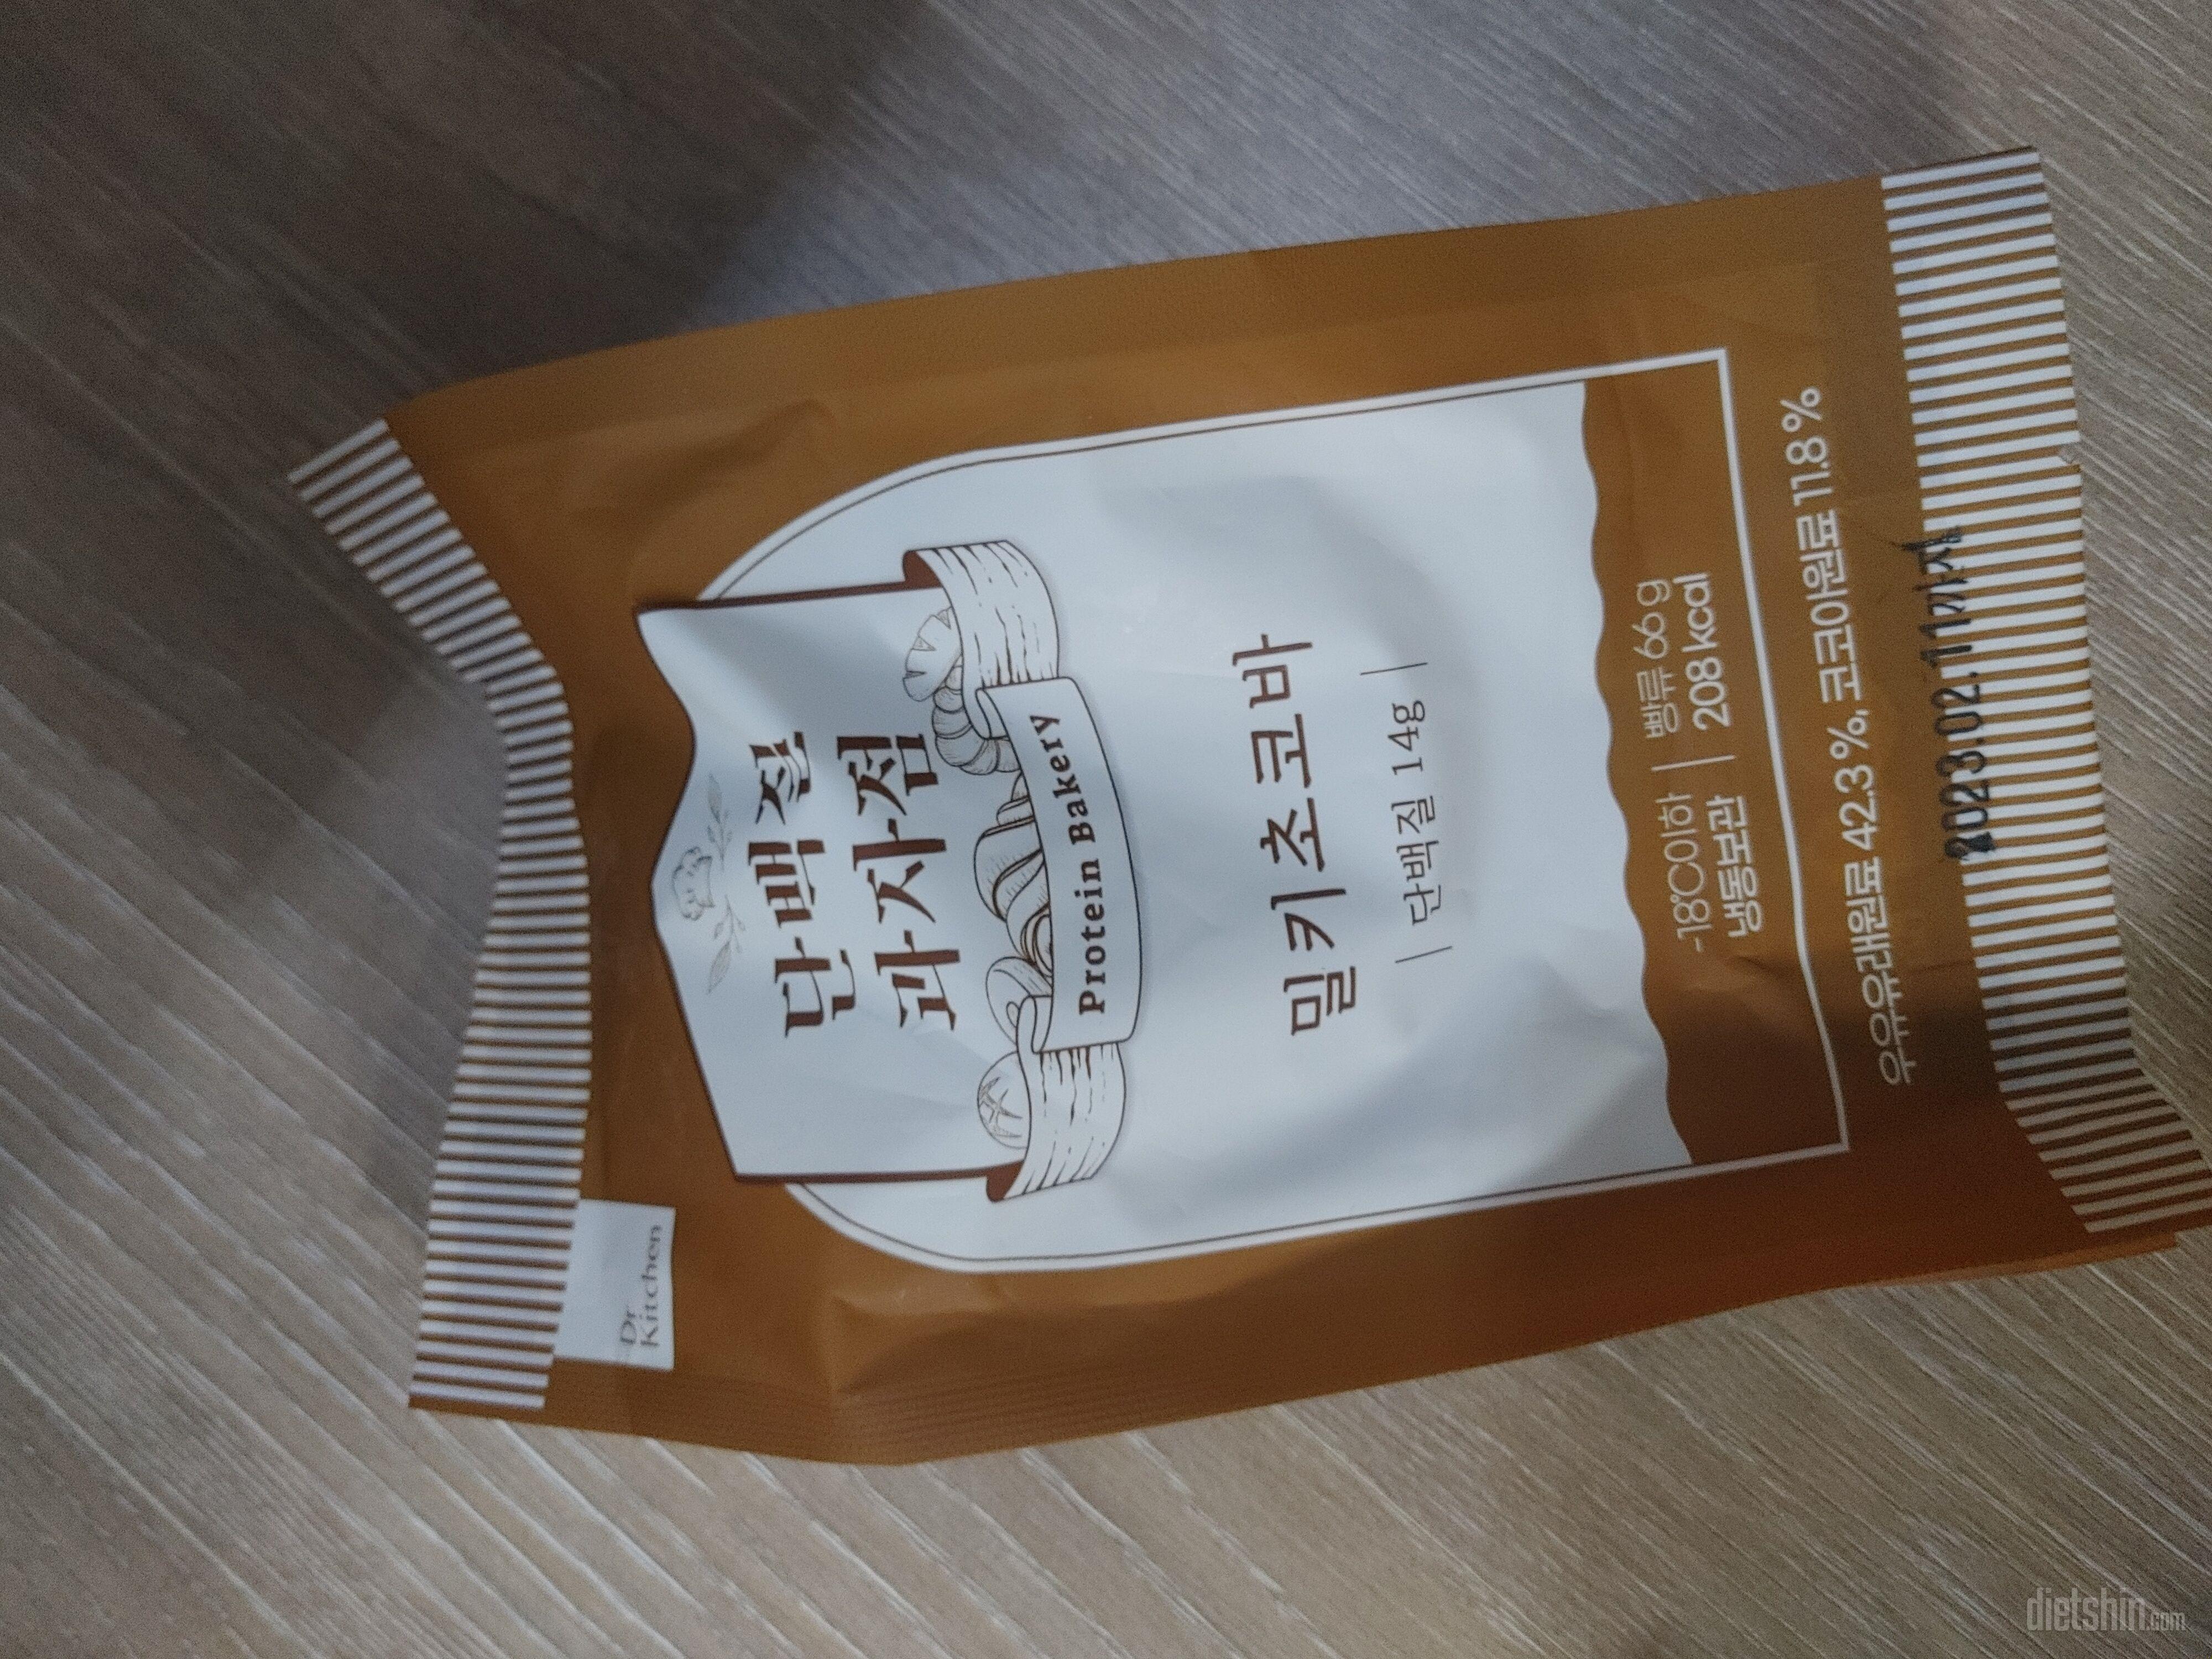 Dr
Kitchen
단백질
과자점
Protein Bakery
밀키초코바
단백질 14g
-18℃이하 | 빵류 66g
냉동보관 | 208 kcal
우유유래원료 42.3%, 코코아원료 11.8%
2023.02.11까지
dietshin.com